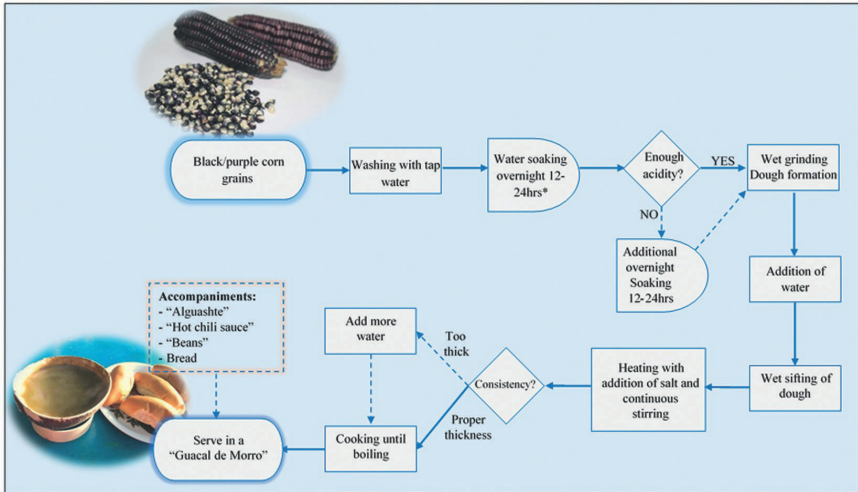 Black/purple corn
grains
Washing with tap
water
Water soaking
overnight 12-
24hrs*
Enough
acidity?
YES
NO
Additional
overnight
Soaking
12-24hrs
Wet grinding
Dough formation
Addition of
water
Wet sifting of
dough
Heating with
addition of salt and
continuous
stirring
Consistency?
Too
thick
Add more
water
Proper
thickness
Cooking until
boiling
Accompaniments:
- “Alguashte”
- “Hot chili sauce”
- “Beans”
- Bread
Serve in a
“Guacal de Morro”